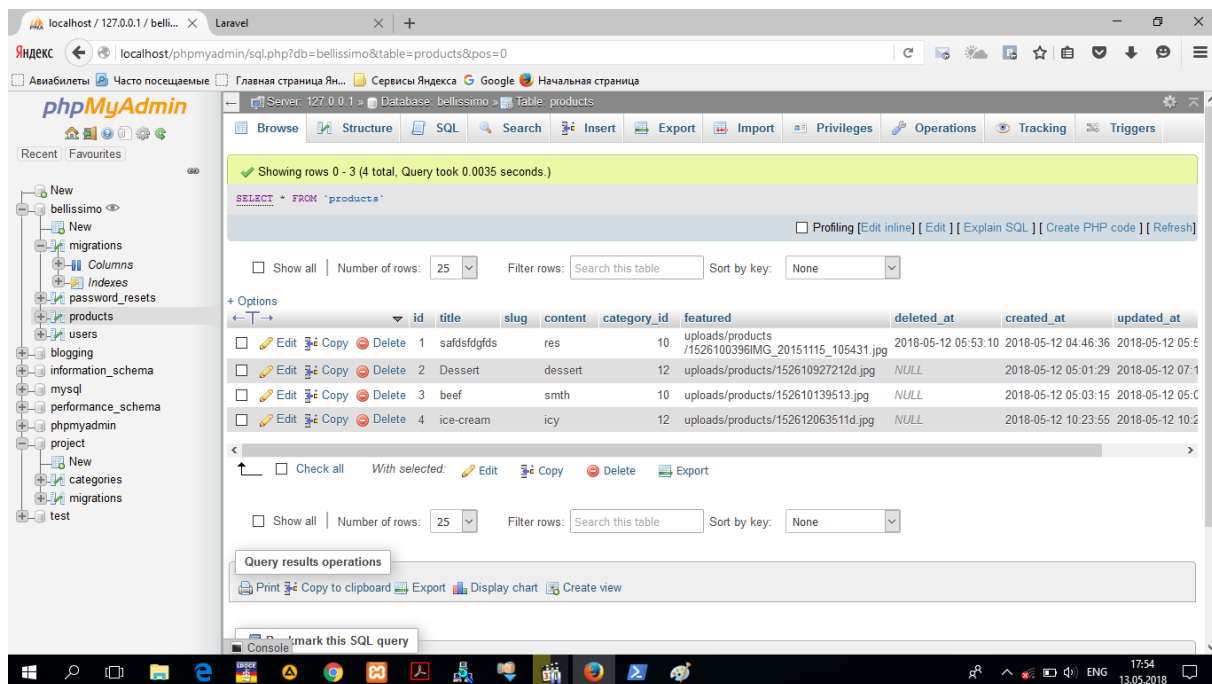 localhost / 127.0.0.1 / belli...
Laravel
Яндекс
localhost/phpmyadmin/sql.php?db=bellissimo&table=products&pos=0
Авиабилеты Часто посещаемые Главная страница Ян... Сервисы Яндекса Google Начальная страница
phpMyAdmin
Recent Favourites
New
bellissimo
New
migrations
Columns
Indexes
password_resets
products
users
blogging
information_schema
mysql
performance_schema
phpmyadmin
project
New
categories
migrations
test
Server: 127.0.0.1 » Database: bellissimo » Table: products
Browse Structure SQL Search Insert Export Import Privileges Operations Tracking Triggers
Showing rows 0 - 3 (4 total, Query took 0.0035 seconds.)
SELECT * FROM `products`
Profiling [Edit inline] [ Edit ] [ Explain SQL ] [ Create PHP code ] [ Refresh]
Show all | Number of rows: 25 Filter rows: Search this table Sort by key: None
+ Options
←T→ id title slug content category_id featured deleted_at created_at updated_at
Edit Copy Delete 1 safdsfdgfds res 10 uploads/products
/1526100396IMG_20151115_105431.jpg 2018-05-12 05:53:10 2018-05-12 04:46:36 2018-05-12 05:5
Edit Copy Delete 2 Dessert dessert 12 uploads/products/152610927212d.jpg NULL 2018-05-12 05:01:29 2018-05-12 07:1
Edit Copy Delete 3 beef smth 10 uploads/products/152610139513.jpg NULL 2018-05-12 05:03:15 2018-05-12 05:0
Edit Copy Delete 4 ice-cream icy 12 uploads/products/152612063511d.jpg NULL 2018-05-12 10:23:55 2018-05-12 10:2
Check all With selected: Edit Copy Delete Export
Show all | Number of rows: 25 Filter rows: Search this table Sort by key: None
Query results operations
Print Copy to clipboard Export Display chart Create view
kmark this SQL query
Console
ENG
17:54
13.05.2018